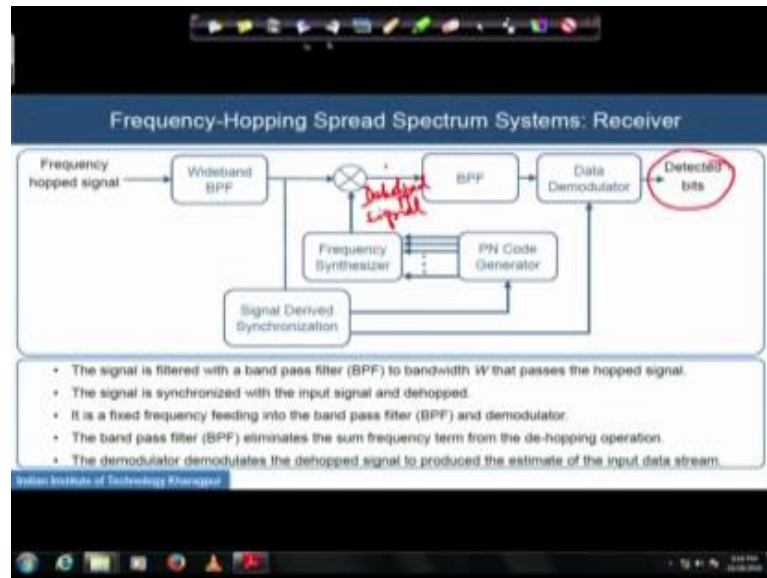 Frequency-Hopping Spread Spectrum Systems: Receiver
Frequency
hopped signal
Wideband
BPF
BPF
Data
Demodulator
Detected
bits
Dehopped
signal
Frequency
Synthesizer
PN Code
Generator
Signal Derived
Synchronization
• The signal is filtered with a band pass filter (BPF) to bandwidth W that passes the hopped signal.
• The signal is synchronized with the input signal and dehopped.
• It is a fixed frequency feeding into the band pass filter (BPF) and demodulator.
• The band pass filter (BPF) eliminates the sum frequency term from the de-hopping operation.
• The demodulator demodulates the dehopped signal to produced the estimate of the input data stream.
Indian Institute of Technology Kharagpur